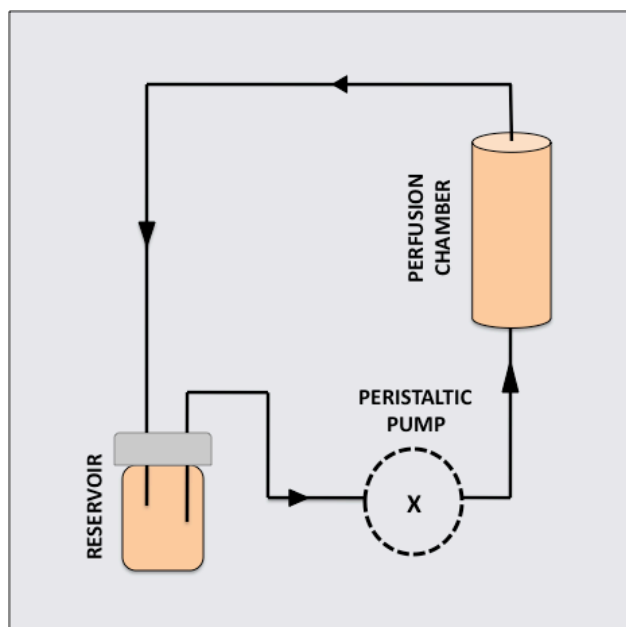 PERFUSION
CHAMBER
PERISTALTIC
PUMP
X
RESERVOIR